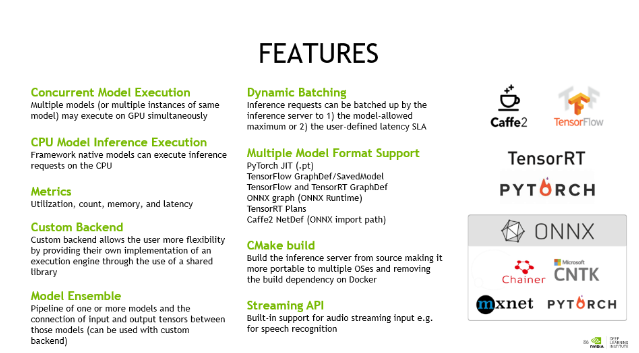 FEATURES
Concurrent Model Execution
Multiple models (or multiple instances of same
model) may execute on GPU simultaneously
CPU Model Inference Execution
Framework native models can execute inference
requests on the CPU
Metrics
Utilization, count, memory, and latency
Custom Backend
Custom backend allows the user more flexibility
by providing their own implementation of an
execution engine through the use of a shared
library
Model Ensemble
Pipeline of one or more models and the
connection of input and output tensors between
those models (can be used with custom
backend)
Dynamic Batching
Inference requests can be batched up by the
inference server to 1) the model-allowed
maximum or 2) the user-defined latency SLA
Multiple Model Format Support
PyTorch JIT (.pt)
TensorFlow GraphDef/SavedModel
TensorFlow and TensorRT GraphDef
ONNX graph (ONNX Runtime)
TensorRT Plans
Caffe2 NetDef (ONNX import path)
CMake build
Build the inference server from source making it
more portable to multiple OSes and removing
the build dependency on Docker
Streaming API
Built-in support for audio streaming input e.g.
for speech recognition
Caffe2
TensorFlow
TensorRT
PYTORCH
ONNX
Chainer
Microsoft
CNTK
mxnet
PYTORCH
NVIDIA
DEEP
LEARNING
INSTITUTE